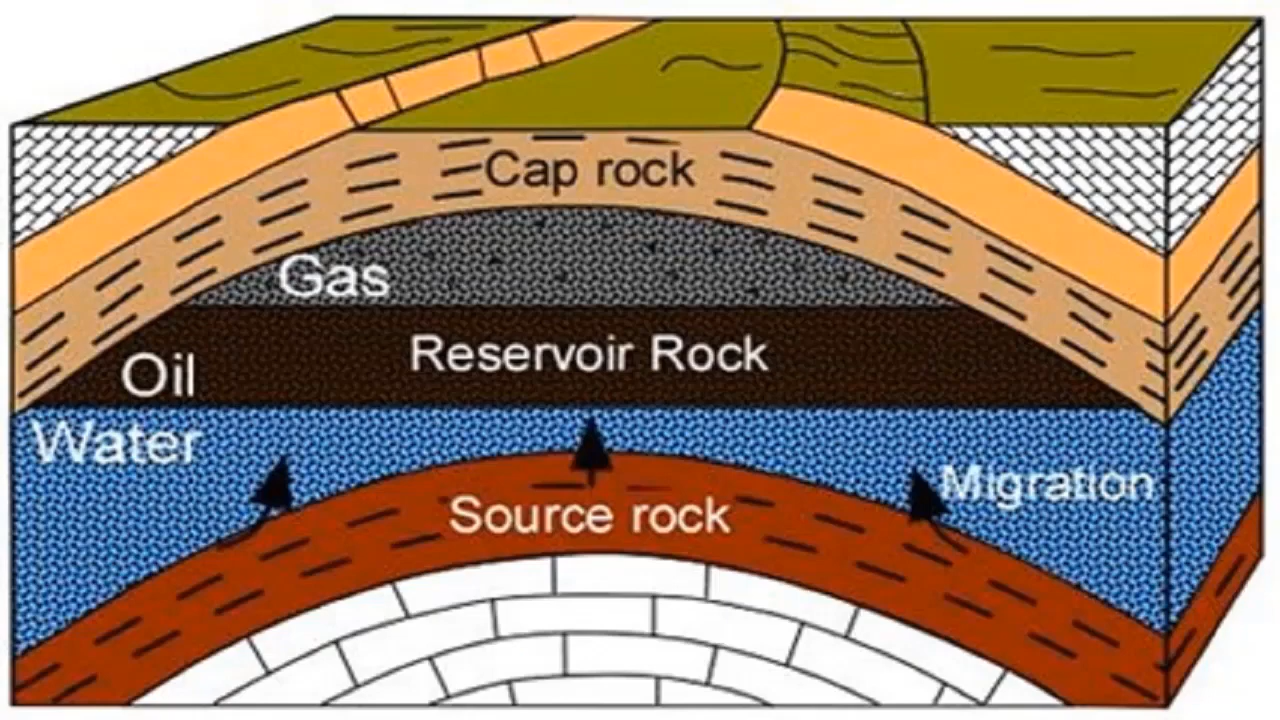 Cap rock
Gas
Reservoir Rock
Oil
Water
Migration
Source rock